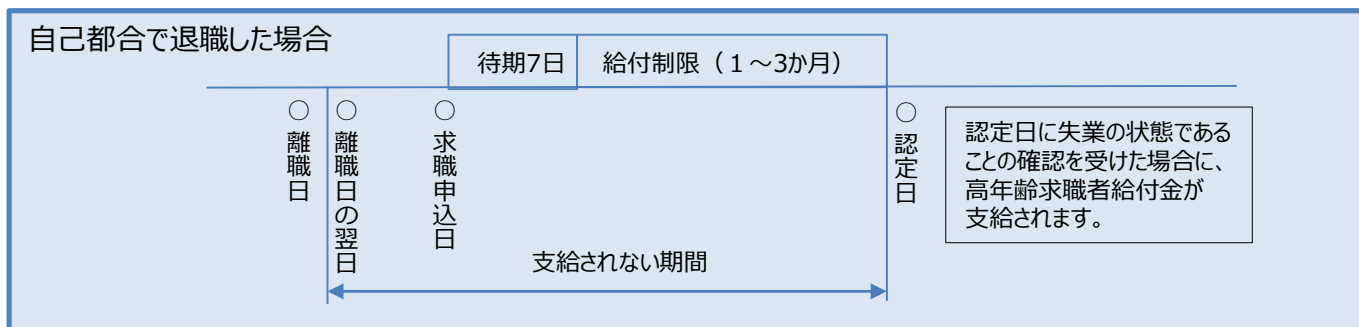 自己都合で退職した場合
待期7日
給付制限（１～3か月）
○離職日
○離職日の翌日
○求職申込日
○認定日
認定日に失業の状態である
ことの確認を受けた場合に、
高年齢求職者給付金が
支給されます。
支給されない期間